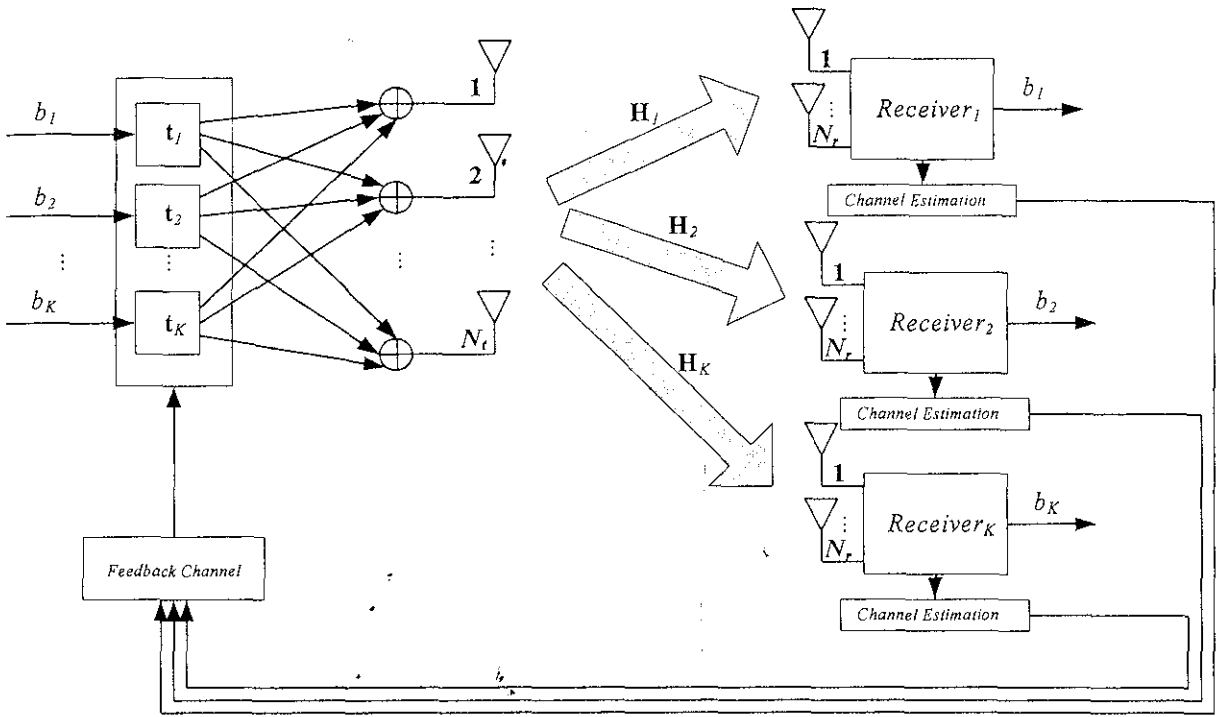 b1
t1
b2
t2
⋮
⋮
bK
tK
1
2
⋮
⋮
Nt
Feedback Channel
H1
H2
HK
1
⋮
Nr
Receiver1
b1
Channel Estimation
1
⋮
Nr
Receiver2
b2
Channel Estimation
1
⋮
Nr
ReceiverK
bK
Channel Estimation